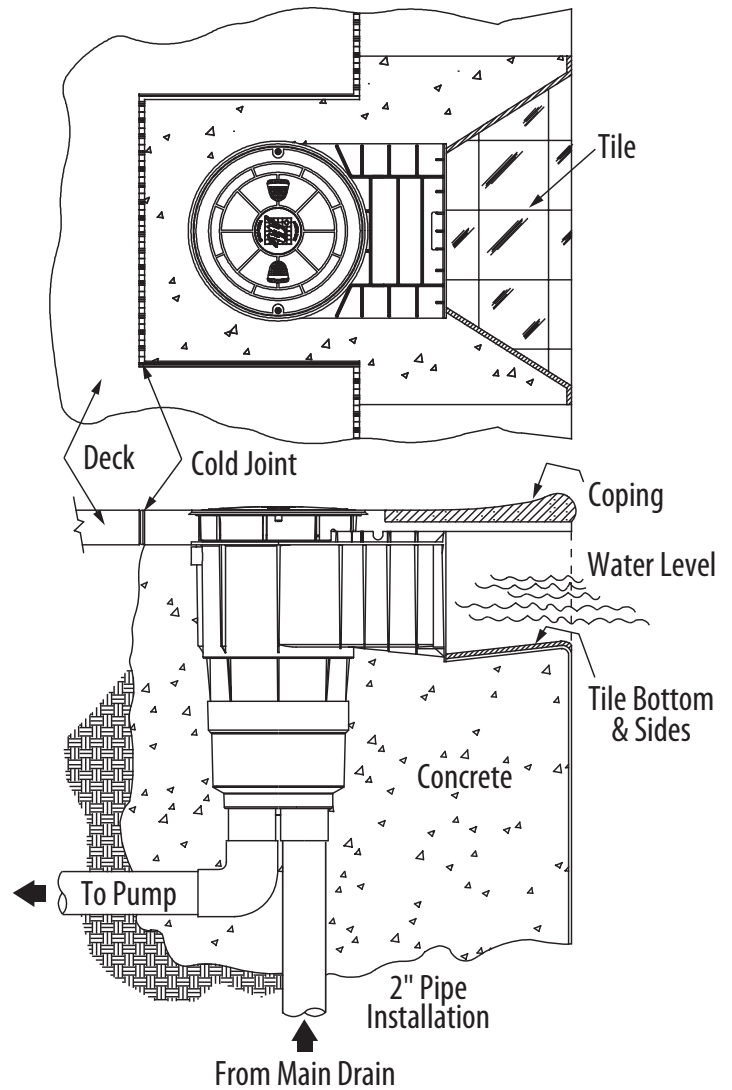 Tile
Deck
Cold Joint
Coping
Water Level
Tile Bottom
& Sides
Concrete
To Pump
2" Pipe
Installation
From Main Drain